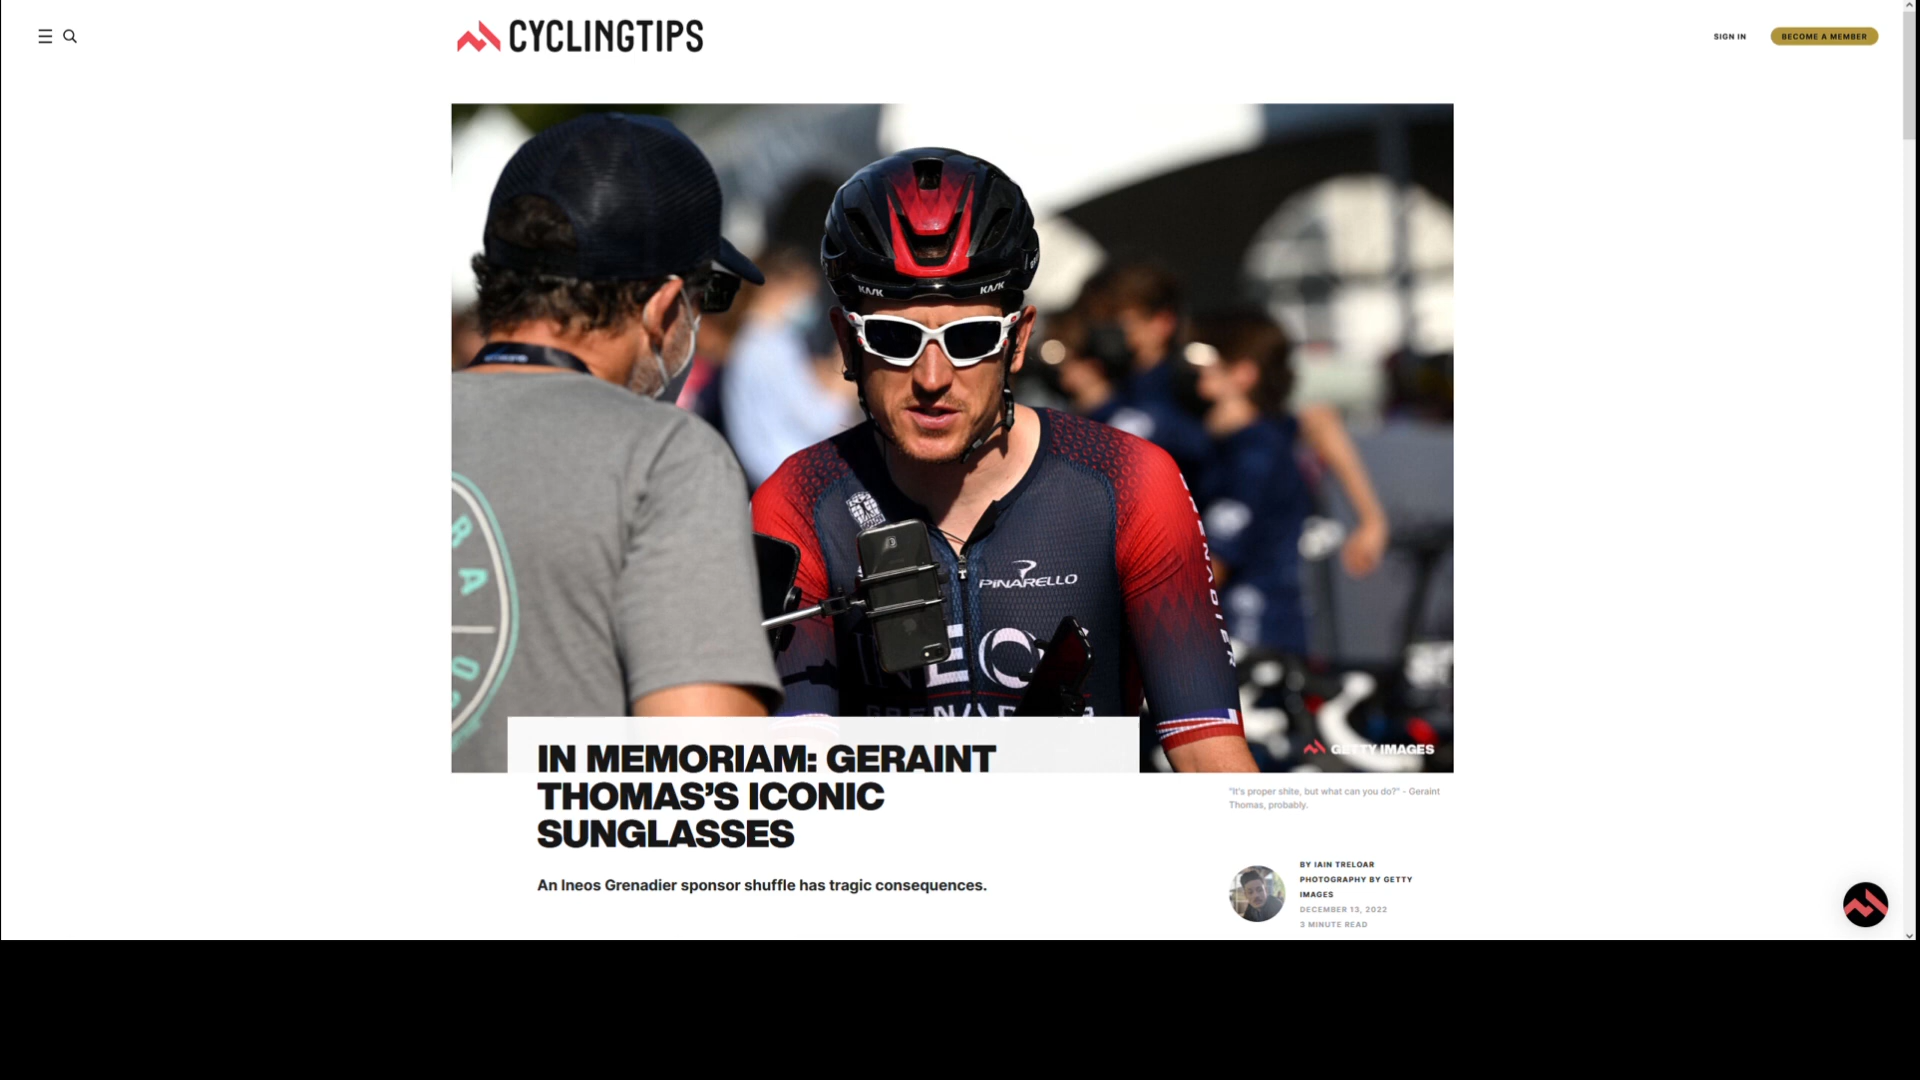 CYCLINGTIPS
SIGN IN
BECOME A MEMBER
KASK
KASK
PINARELLO
INEO
GRENADIER
GETTY IMAGES
IN MEMORIAM: GERAINT
THOMAS’S ICONIC
SUNGLASSES
An Ineos Grenadier sponsor shuffle has tragic consequences.
"It's proper shite, but what can you do?" - Geraint
Thomas, probably.
BY IAIN TRELOAR
PHOTOGRAPHY BY GETTY
IMAGES
DECEMBER 13, 2022
3 MINUTE READ